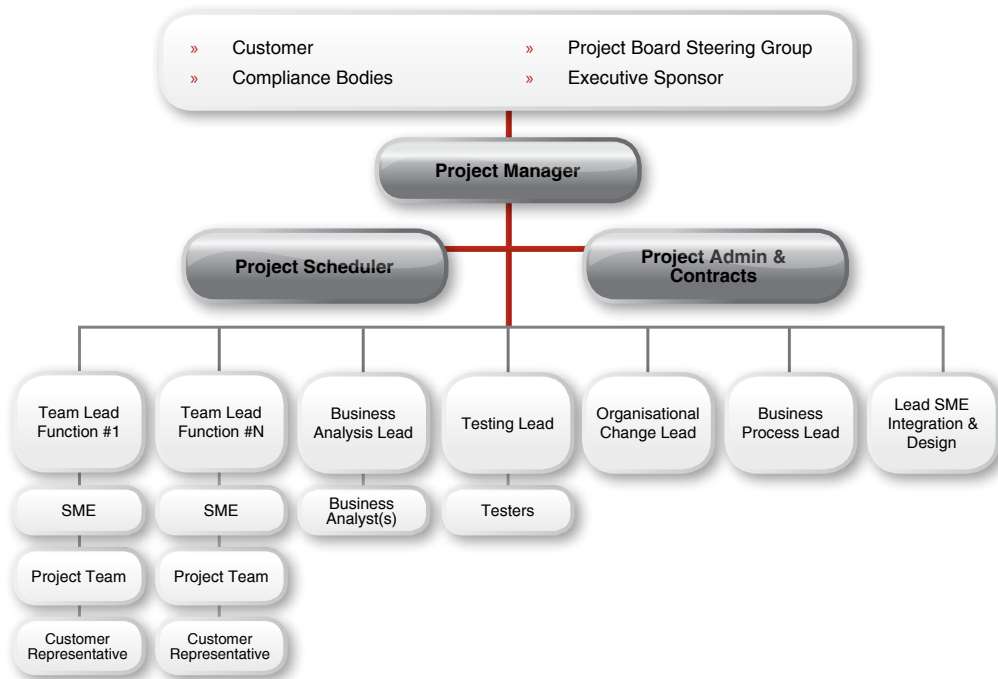 » Customer
» Project Board Steering Group
» Compliance Bodies
» Executive Sponsor
Project Manager
Project Scheduler
Project Admin &
Contracts
Team Lead
Function #1
Team Lead
Function #N
Business
Analysis Lead
Testing Lead
Organisational
Change Lead
Business
Process Lead
Lead SME
Integration &
Design
SME
SME
Business
Analyst(s)
Testers
Project Team
Project Team
Customer
Representative
Customer
Representative